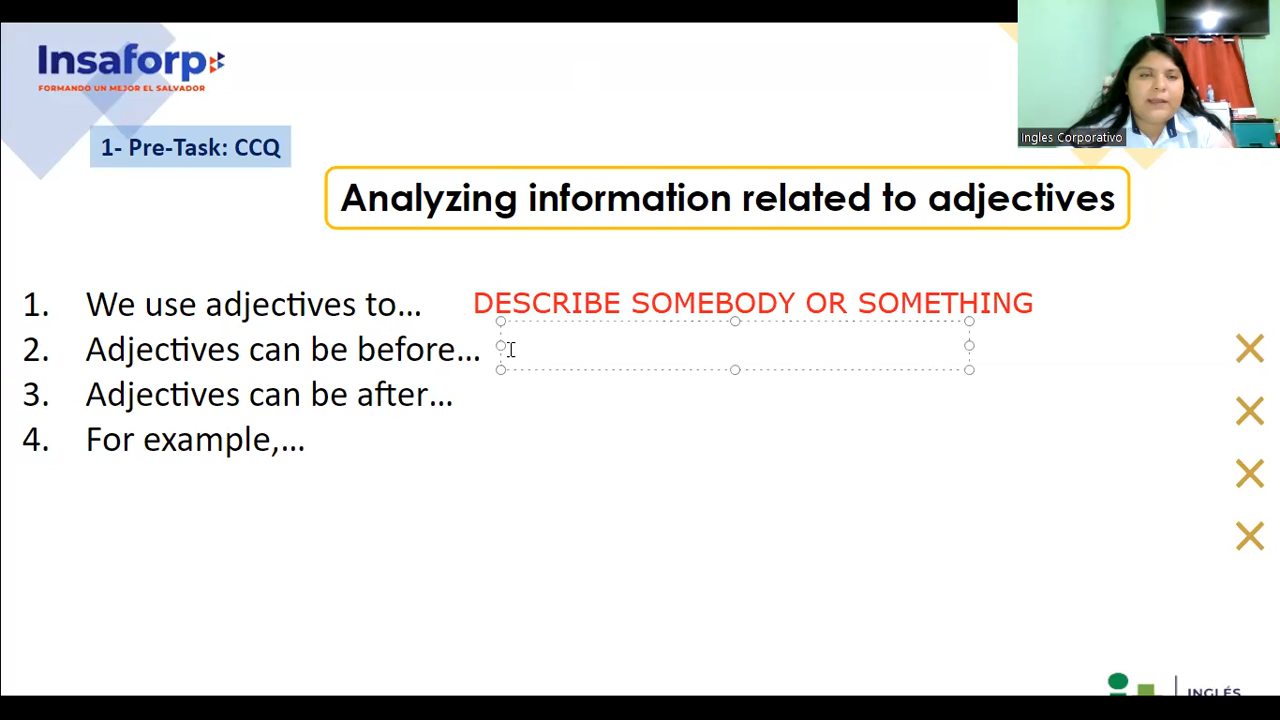 Insaforp
FORMANDO UN MEJOR EL SALVADOR
Ingles Corporativo
1- Pre-Task: CCQ
Analyzing information related to adjectives
1. We use adjectives to... DESCRIBE SOMEBODY OR SOMETHING
2. Adjectives can be before...
3. Adjectives can be after...
4. For example,...
INGLÉS